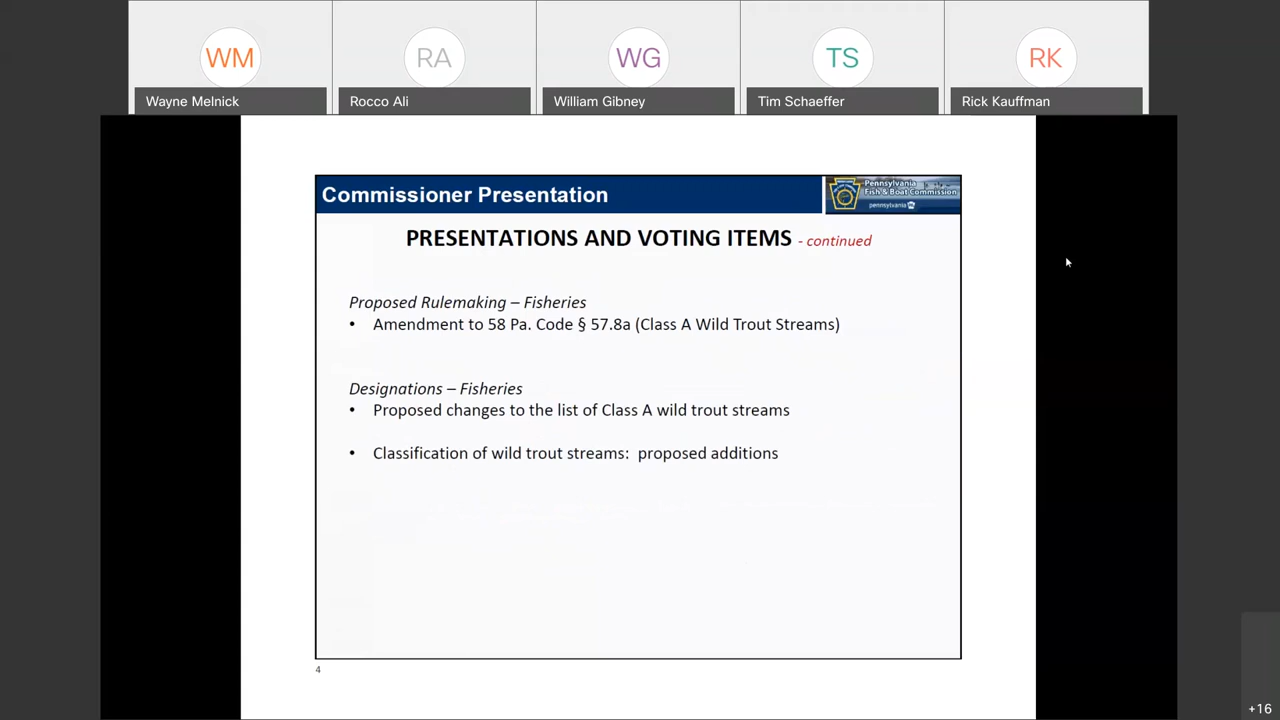 WM
RA
WG
TS
RK
Wayne Melnick
Rocco Ali
William Gibney
Tim Schaeffer
Rick Kauffman
Commissioner Presentation
Pennsylvania
Fish & Boat Commission
pennsylvania
PRESENTATIONS AND VOTING ITEMS - continued
Proposed Rulemaking – Fisheries
• Amendment to 58 Pa. Code § 57.8a (Class A Wild Trout Streams)
Designations – Fisheries
• Proposed changes to the list of Class A wild trout streams
• Classification of wild trout streams:  proposed additions
4
+16